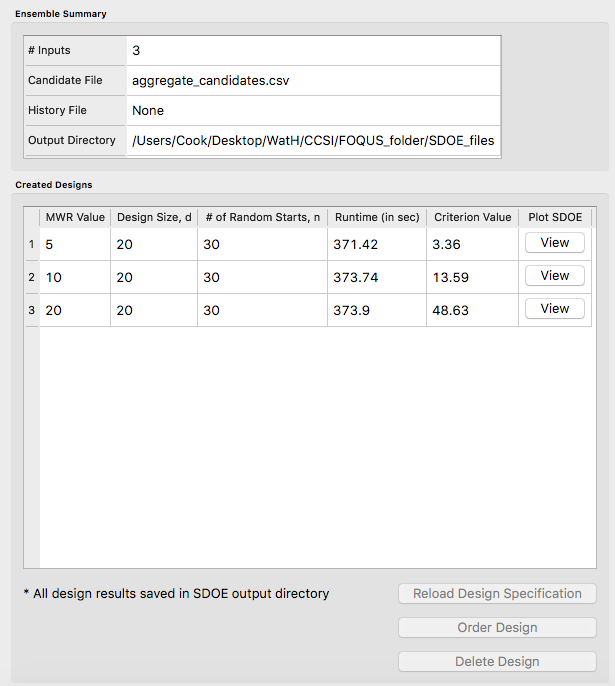 Ensemble Summary
# Inputs 3
Candidate File aggregate_candidates.csv
History File None
Output Directory /Users/Cook/Desktop/WatH/CCSI/FOQUS_folder/SDOE_files
Created Designs
MWR Value Design Size, d # of Random Starts, n Runtime (in sec) Criterion Value Plot SDOE
1 5 20 30 371.42 3.36 View
2 10 20 30 373.74 13.59 View
3 20 20 30 373.9 48.63 View
* All design results saved in SDOE output directory
Reload Design Specification
Order Design
Delete Design